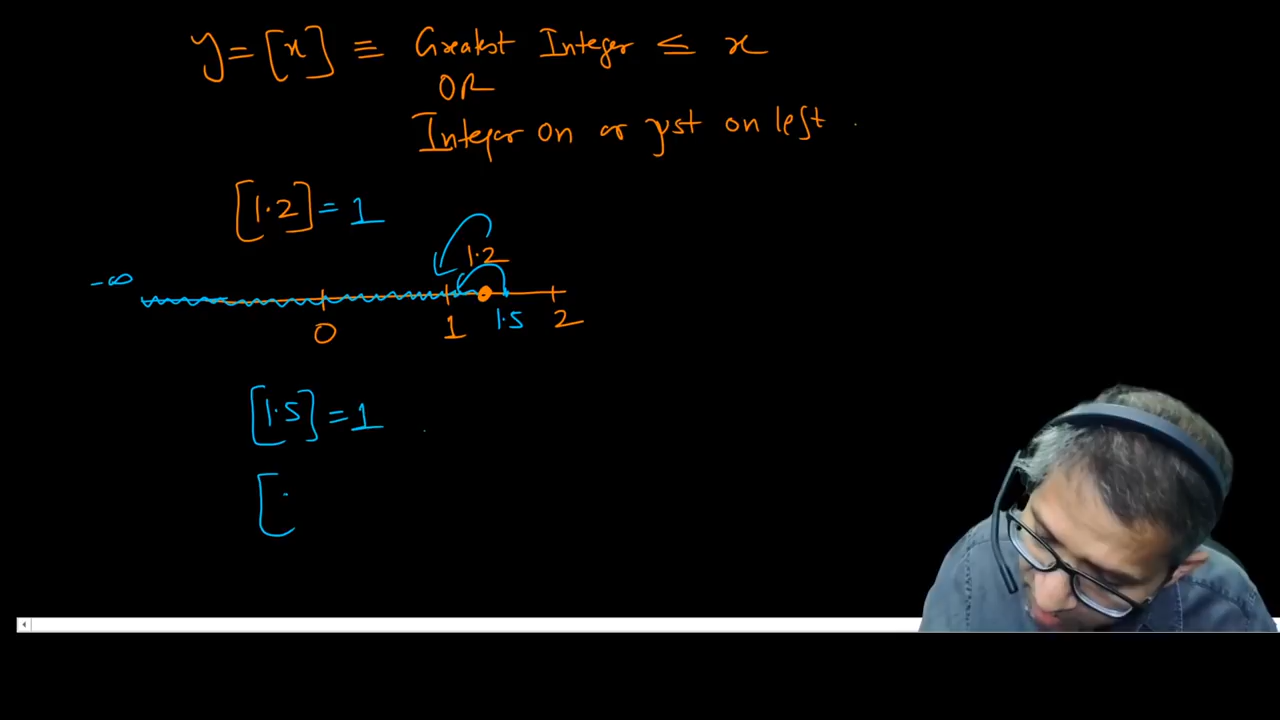 y = [x] ≡ Greatest Integer ≤ x
OR
Integer on or just on left
[1.2] = 1
1.2
-∞
0 1 1.5 2
[1.5] = 1
[